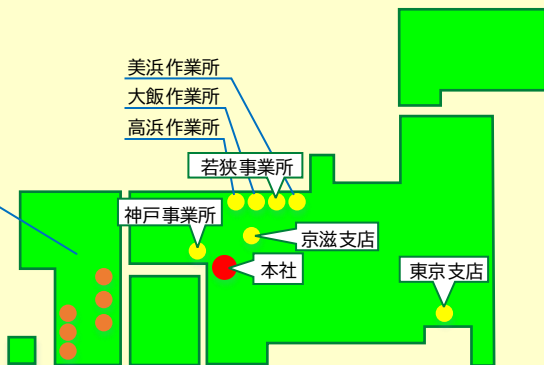 美浜作業所
大飯作業所
高浜作業所
若狭事業所
神戸事業所
京滋支店
本社
東京支店